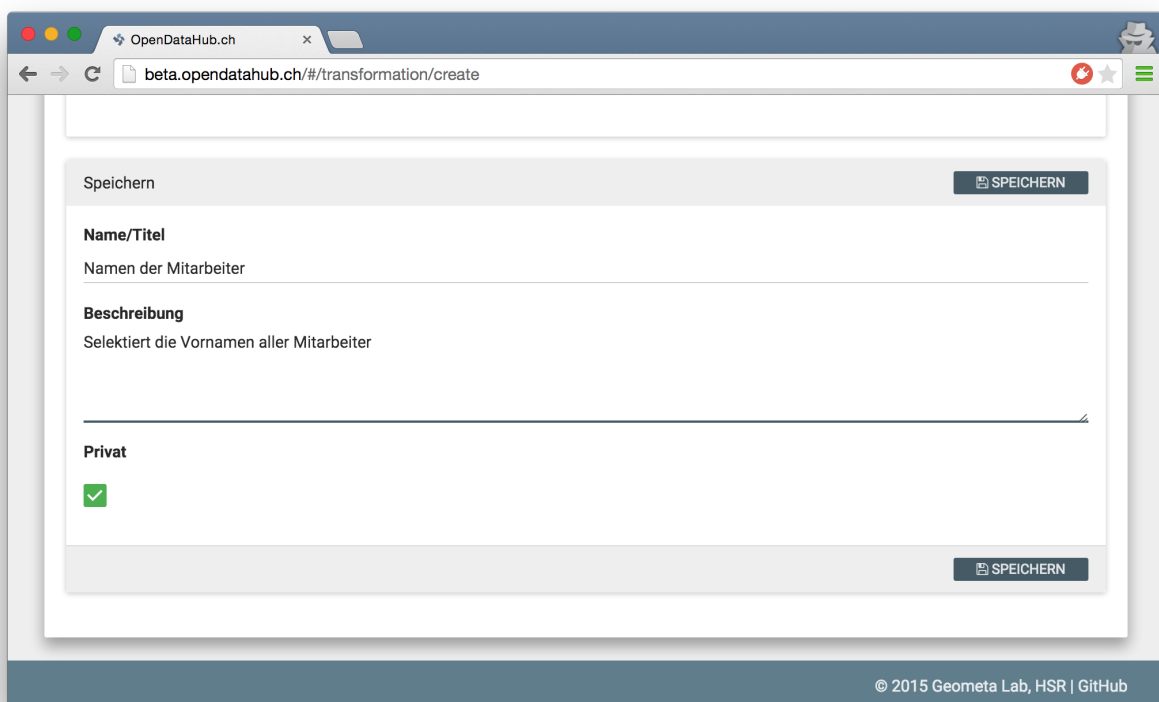 OpenDataHub.ch
beta.opendatahub.ch/#/transformation/create
Speichern
SPEICHERN
Name/Titel
Namen der Mitarbeiter
Beschreibung
Selektiert die Vornamen aller Mitarbeiter
Privat
SPEICHERN
© 2015 Geometa Lab, HSR | GitHub